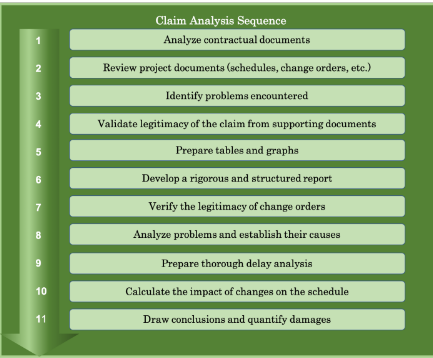 Claim Analysis Sequence
1 Analyze contractual documents
2 Review project documents (schedules, change orders, etc.)
3 Identify problems encountered
4 Validate legitimacy of the claim from supporting documents
5 Prepare tables and graphs
6 Develop a rigorous and structured report
7 Verify the legitimacy of change orders
8 Analyze problems and establish their causes
9 Prepare thorough delay analysis
10 Calculate the impact of changes on the schedule
11 Draw conclusions and quantify damages